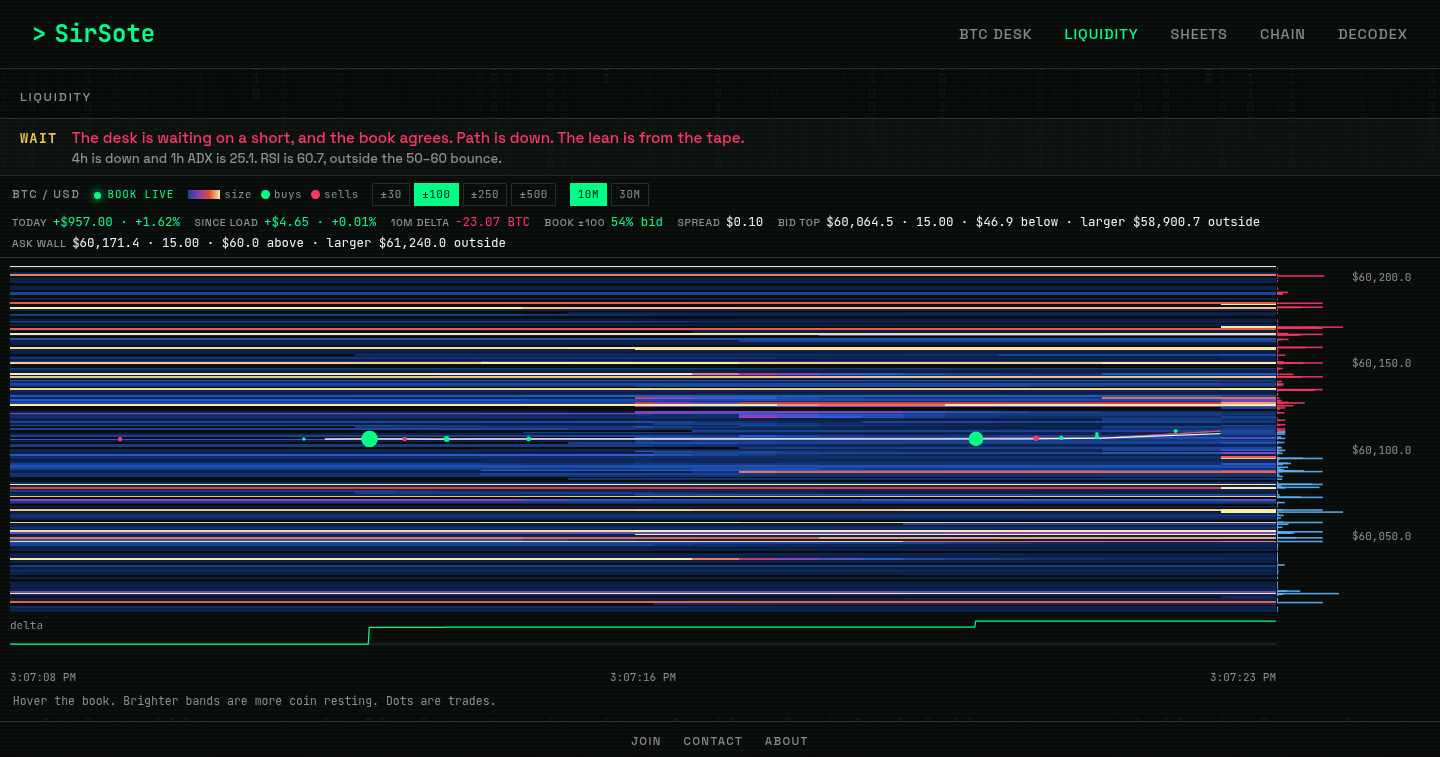 > SirSote
BTC DESK LIQUIDITY SHEETS CHAIN DECODEX
LIQUIDITY
WAIT The desk is waiting on a short, and the book agrees. Path is down. The lean is from the tape.
4h is down and 1h ADX is 25.1. RSI is 60.7, outside the 50–60 bounce.
BTC / USD BOOK LIVE size buys sells ±30 ±100 ±250 ±500 10M 30M
TODAY +$957.00 · +1.62% SINCE LOAD +$4.65 · +0.01% 10M DELTA -23.07 BTC BOOK ±100 54% bid SPREAD $0.10 BID TOP $60,064.5 · 15.00 · $46.9 below · larger $58,900.7 outside
ASK WALL $60,171.4 · 15.00 · $60.0 above · larger $61,240.0 outside
$60,200.0
$60,150.0
$60,100.0
$60,050.0
delta
3:07:08 PM 3:07:16 PM 3:07:23 PM
Hover the book. Brighter bands are more coin resting. Dots are trades.
JOIN CONTACT ABOUT